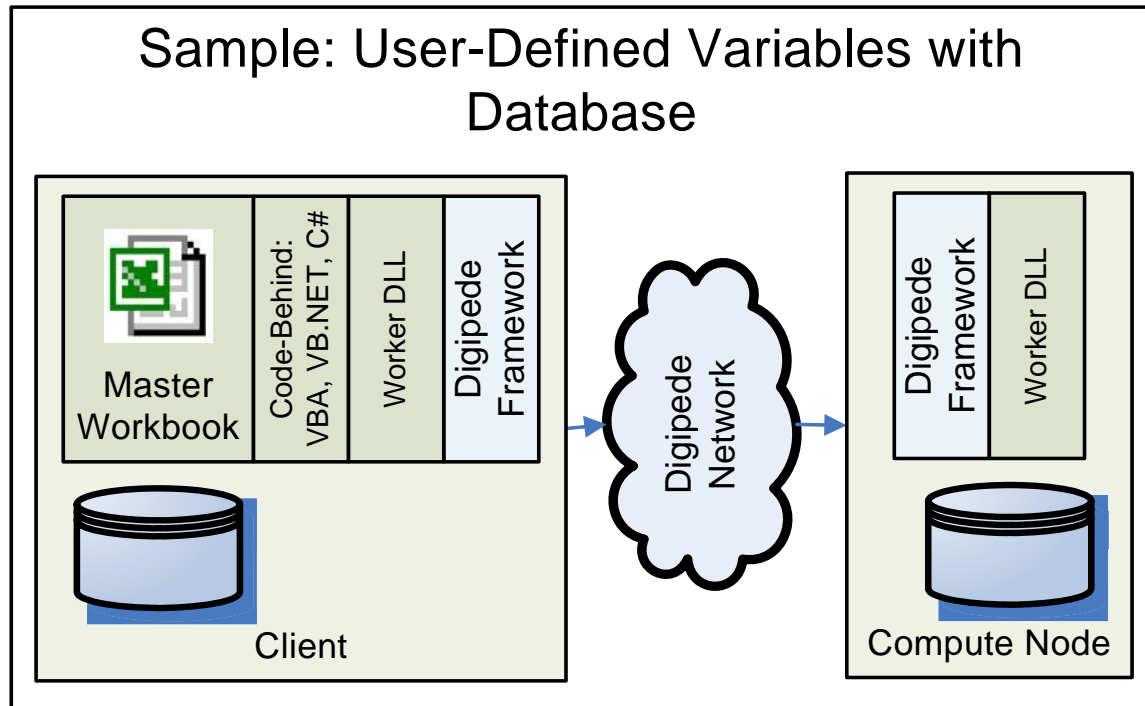 Sample: User-Defined Variables with
Database
Master
Workbook
Code-Behind:
VBA, VB.NET, C#
Worker DLL
Digipede
Framework
Client
Digipede
Network
Digipede
Framework
Worker DLL
Compute Node